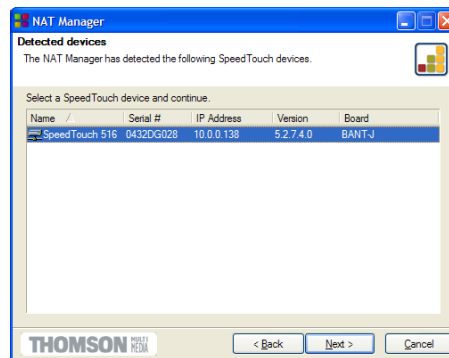 NAT Manager
Detected devices
The NAT Manager has detected the following SpeedTouch devices.
Select a SpeedTouch device and continue.
Name Serial # IP Address Version Board
SpeedTouch 516 0432DG028 10.0.0.138 5.2.7.4.0 BANT-J
THOMSON MULTI MEDIA
< Back Next > Cancel